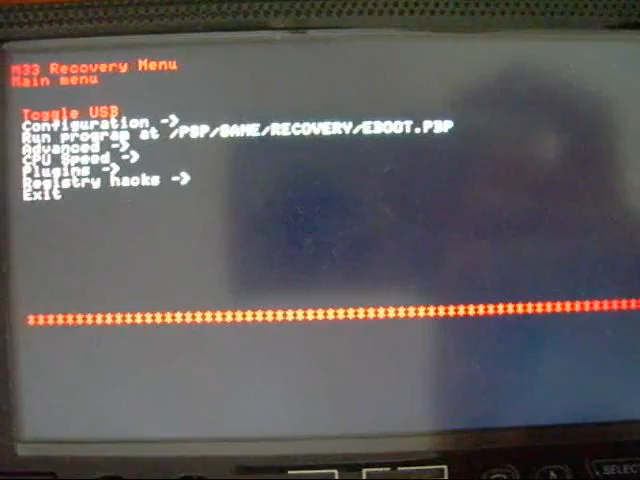 M33 Recovery Menu
Main menu
Toggle USB
Configuration ->
Run program at /PSP/GAME/RECOVERY/EBOOT.PBP
Advanced ->
CPU Speed ->
Plugins ->
Registry hacks ->
Exit
****************************************************************
SELECT